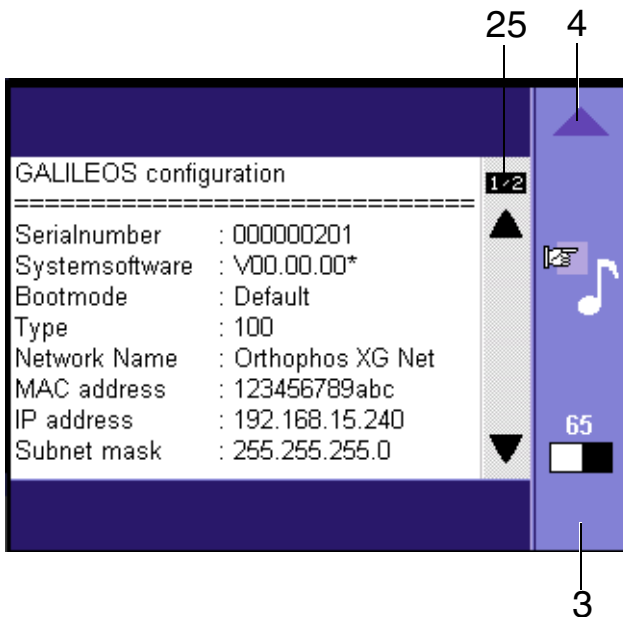 25 4
GALILEOS configuration
1/2
==============================
Serialnumber : 000000201
Systemsoftware : V00.00.00*
Bootmode : Default
Type : 100
Network Name : Orthophos XG Net
MAC address : 123456789abc
IP address : 192.168.15.240
Subnet mask : 255.255.255.0
65
3